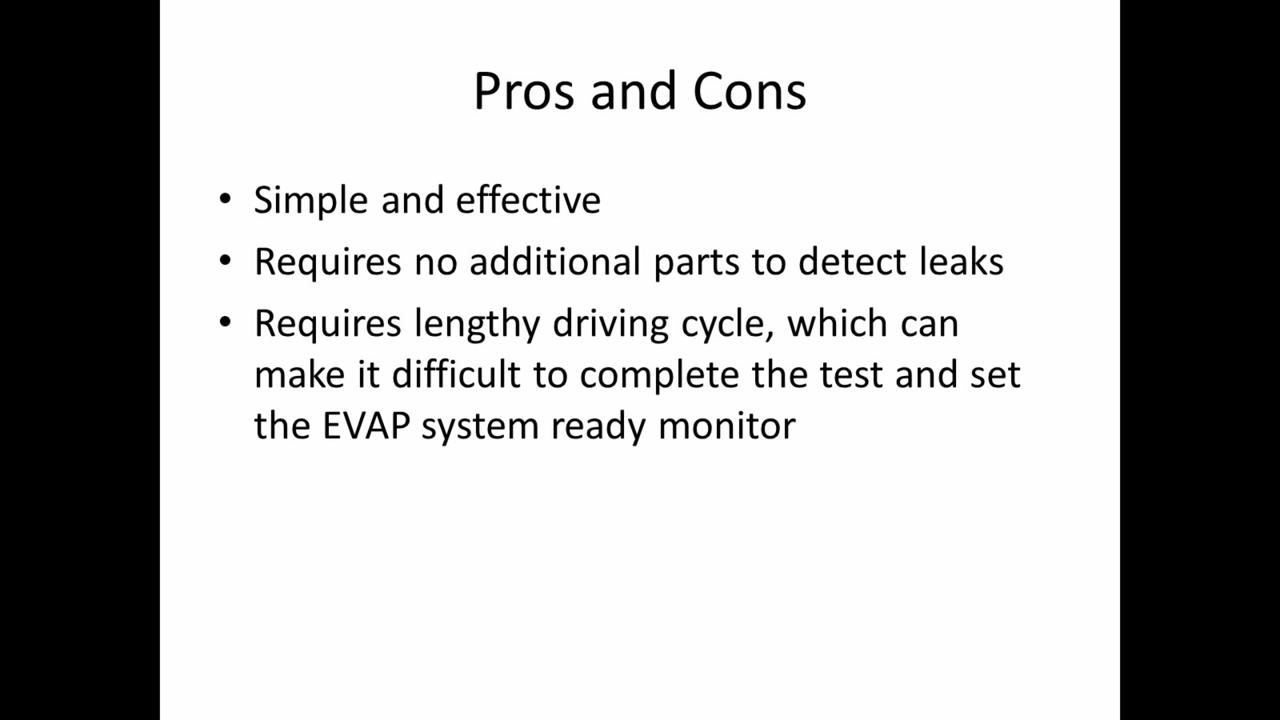 Pros and Cons
• Simple and effective
• Requires no additional parts to detect leaks
• Requires lengthy driving cycle, which can
make it difficult to complete the test and set
the EVAP system ready monitor